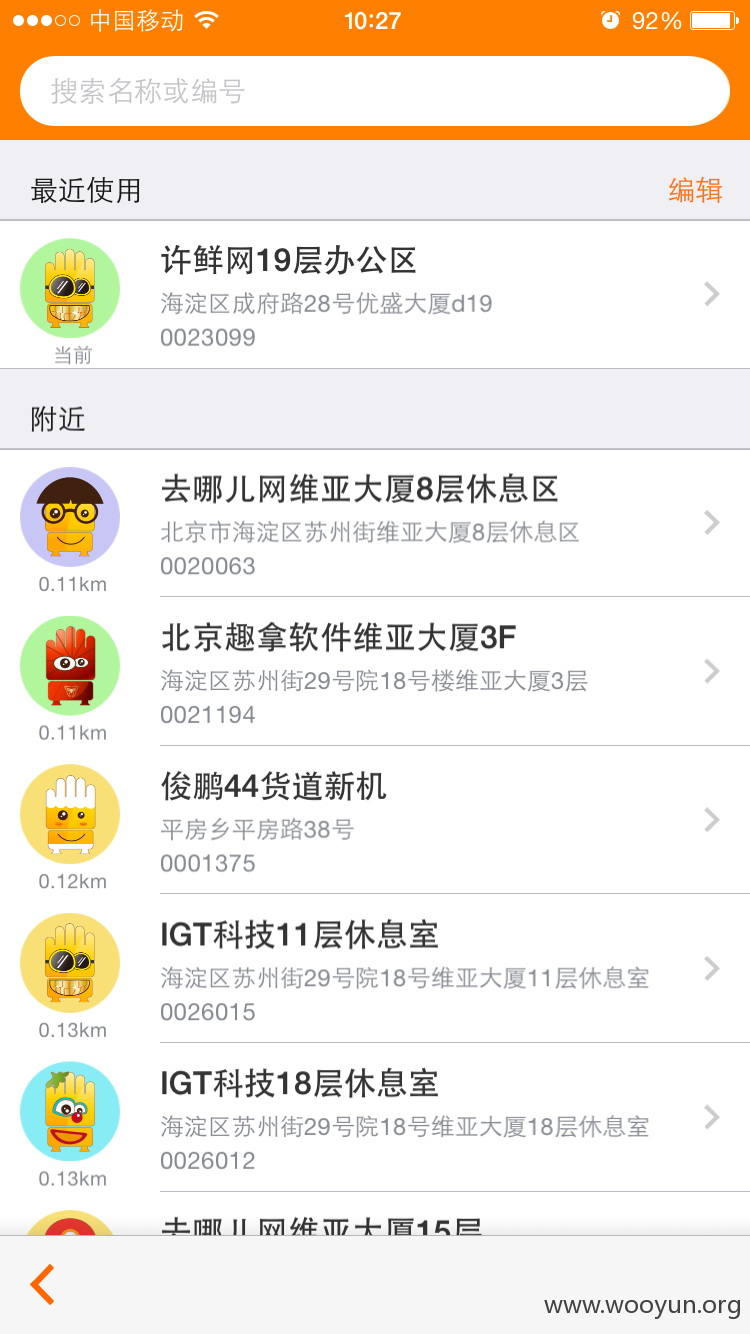 中国移动 10:27 92%
搜索名称或编号
最近使用 编辑
许鲜网19层办公区
海淀区成府路28号优盛大厦d19
0023099
当前
附近
去哪儿网维亚大厦8层休息区
北京市海淀区苏州街维亚大厦8层休息区
0020063
0.11km
北京趣拿软件维亚大厦3F
海淀区苏州街29号院18号楼维亚大厦3层
0021194
0.11km
俊鹏44货道新机
平房乡平房路38号
0001375
0.12km
IGT科技11层休息室
海淀区苏州街29号院18号维亚大厦11层休息室
0026015
0.13km
IGT科技18层休息室
海淀区苏州街29号院18号维亚大厦18层休息室
0026012
0.13km
去哪儿网维亚大厦15层
www.wooyun.org